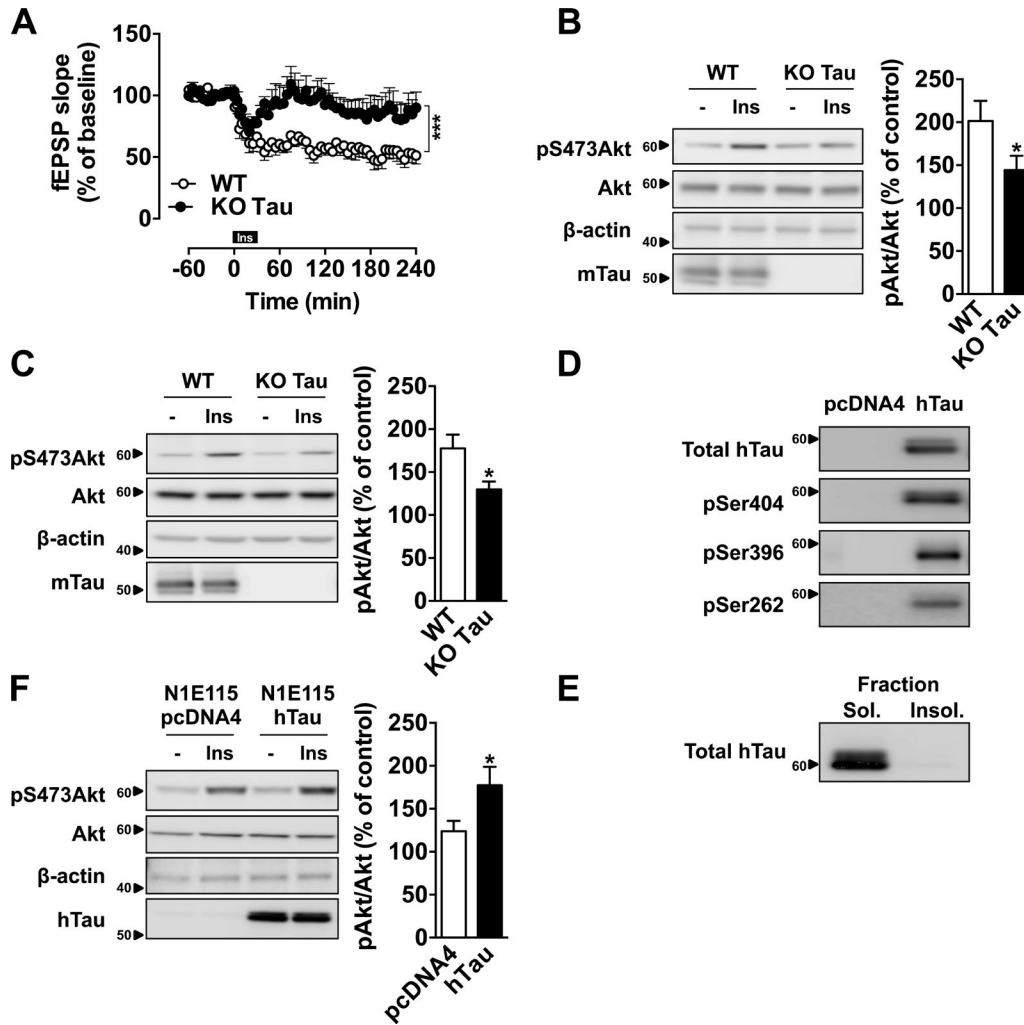 A
fEPSP slope
(% of baseline)
150
100
50
0
***
WT
KO Tau
Ins
-60 0 60 120 180 240
Time (min)
B
WT KO Tau
- Ins - Ins
pS473Akt 60
Akt 60
β-actin
40
mTau 50
pAkt/Akt (% of control)
250
200
150
100
50
0
*
WT
KO Tau
C
WT KO Tau
- Ins - Ins
pS473Akt 60
Akt 60
β-actin
40
mTau
50
pAkt/Akt (% of control)
250
200
150
100
50
0
*
WT
KO Tau
D
pcDNA4 hTau
Total hTau 60
pSer404 60
pSer396 60
pSer262 60
F
N1E115 N1E115
pcDNA4 hTau
- Ins - Ins
pS473Akt 60
Akt 60
β-actin
40
hTau
50
pAkt/Akt (% of control)
250
200
150
100
50
0
*
pcDNA4
hTau
E
Fraction
Sol. Insol.
Total hTau
60